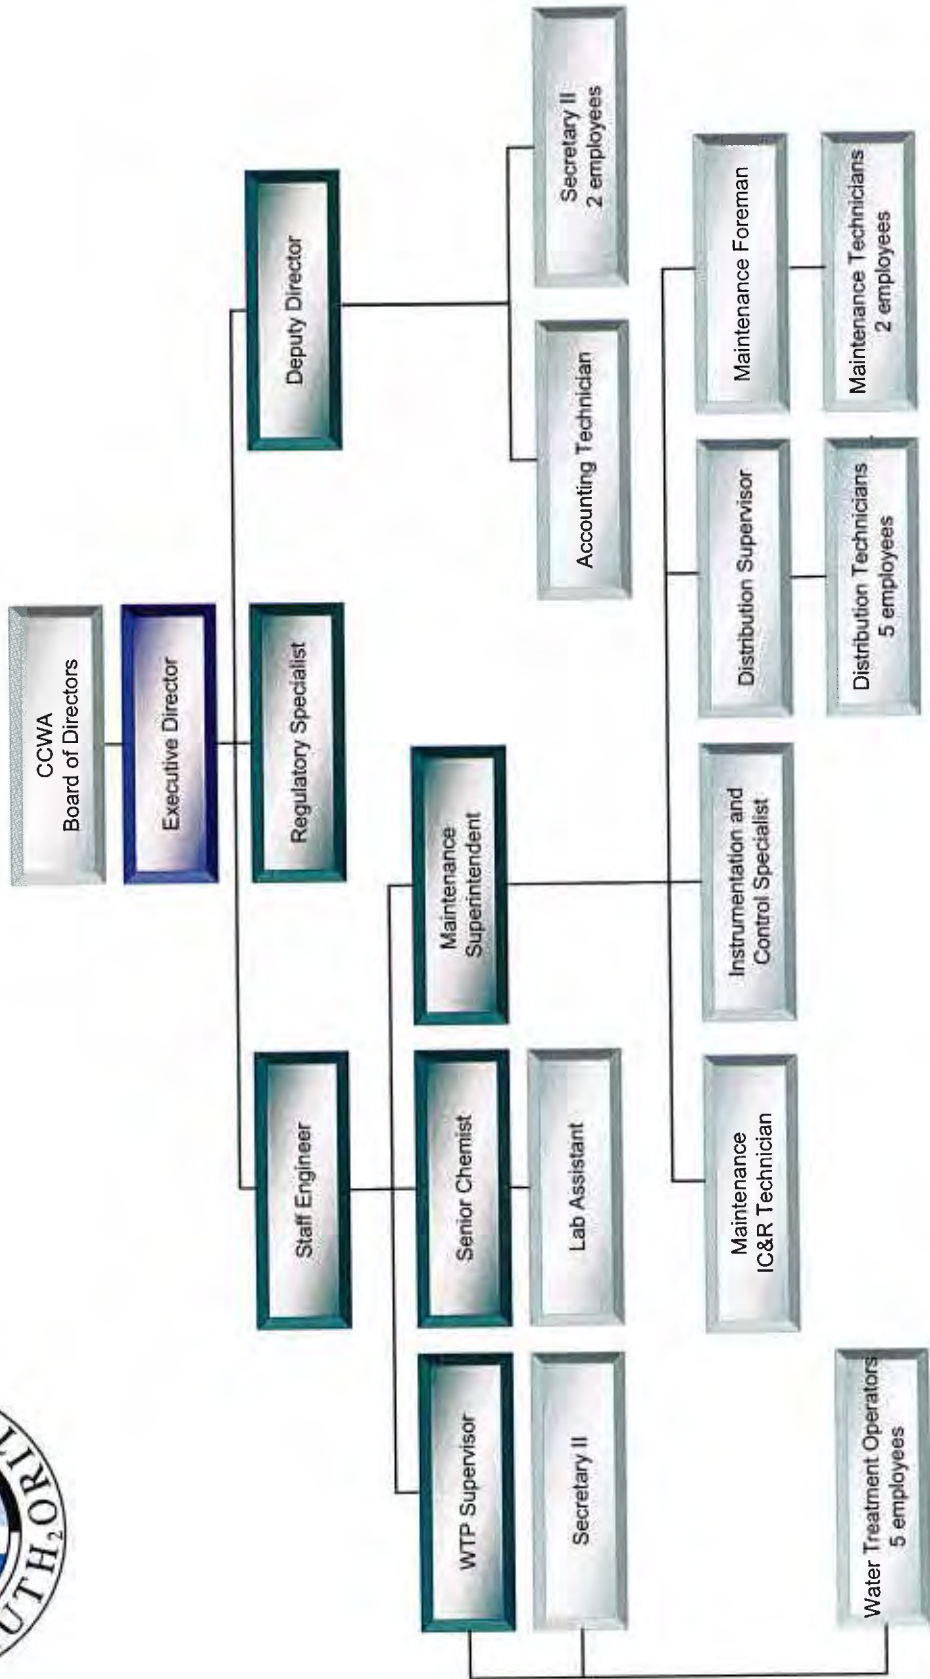 UTH₂ORIT
CCWA
Board of Directors
Executive Director
Staff Engineer
Regulatory Specialist
Deputy Director
WTP Supervisor
Senior Chemist
Maintenance
Superintendent
Secretary II
Lab Assistant
Accounting Technician
Secretary II
2 employees
Maintenance
IC&R Technician
Instrumentation and
Control Specialist
Distribution Supervisor
Maintenance Foreman
Water Treatment Operators
5 employees
Distribution Technicians
5 employees
Maintenance Technicians
2 employees